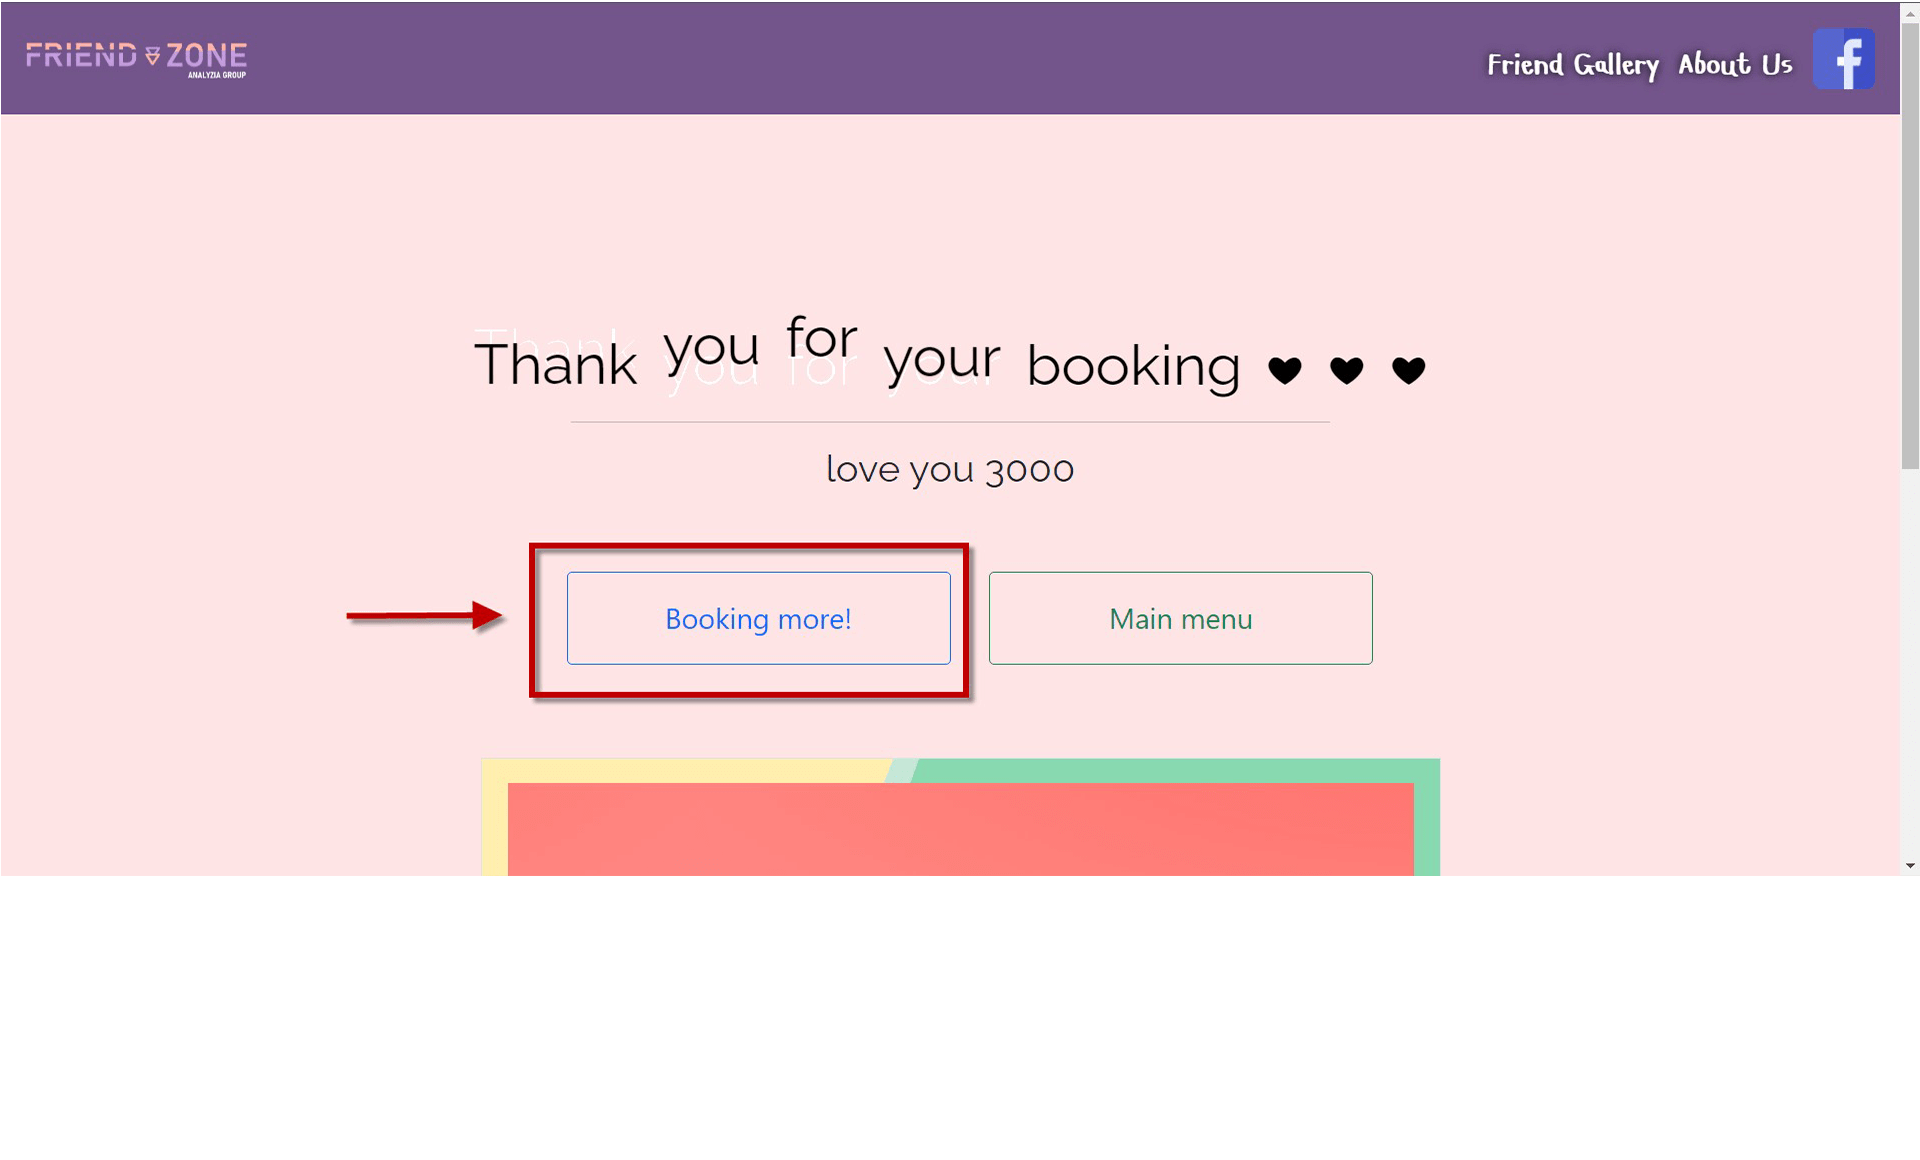 FRIEND ZONE
ANALYZIA GROUP
Friend Gallery About Us
f
Thank you for your booking ♥ ♥ ♥
love you 3000
Booking more!
Main menu